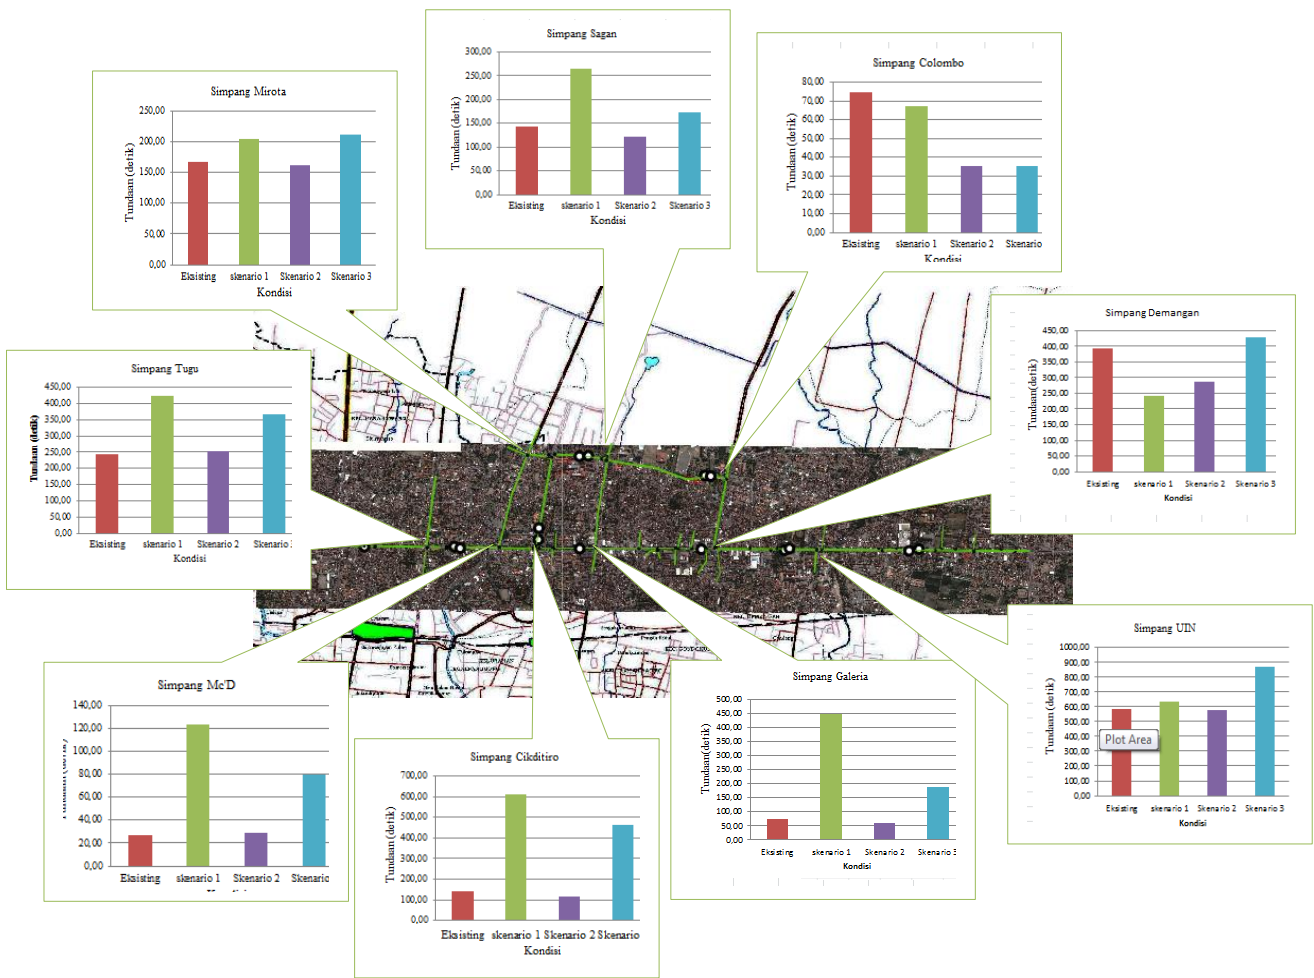 Simpang Sagan
300,00
250,00
200,00
150,00
100,00
50,00
0,00
Tundaan (detik)
Eksisting skenario 1 Skenario 2 Skenario 3
Kondisi
Simpang Colombo
80,00
70,00
60,00
50,00
40,00
30,00
20,00
10,00
0,00
Tundaan (detik)
Eksisting skenario 1 Skenario 2 Skenario
Kondisi
Simpang Mirota
250,00
200,00
150,00
100,00
50,00
0,00
Tundaan (detik)
Eksisting skenario 1 Skenario 2 Skenario 3
Kondisi
Simpang Demangan
450,00
400,00
350,00
300,00
250,00
200,00
150,00
100,00
50,00
0,00
Tundaan(detik)
Eksisting skenario 1 Skenario 2 Skenario 3
Kondisi
Simpang Tugu
450,00
400,00
350,00
300,00
250,00
200,00
150,00
100,00
50,00
0,00
Tundaan (detik)
Eksisting skenario 1 Skenario 2 Skenario
Kondisi
Simpang UIN
1000,00
900,00
800,00
700,00
600,00
500,00
400,00
300,00
200,00
100,00
0,00
Tundaan (detik)
Plot Area
Eksisting skenario 1 Skenario 2 Skenario 3
Kondisi
Simpang Mc'D
140,00
120,00
100,00
80,00
60,00
40,00
20,00
0,00
Tundaan (detik)
Eksisting skenario 1 Skenario 2 Skenario
Kondisi
Simpang Cikditiro
700,00
600,00
500,00
400,00
300,00
200,00
100,00
0,00
Tundaan (detik)
Eksisting skenario 1 Skenario 2 Skenario
Kondisi
Simpang Galeria
500,00
450,00
400,00
350,00
300,00
250,00
200,00
150,00
100,00
50,00
0,00
Tundaan(detik)
Eksisting skenario 1 Skenario 2 Skenario 3
Kondisi